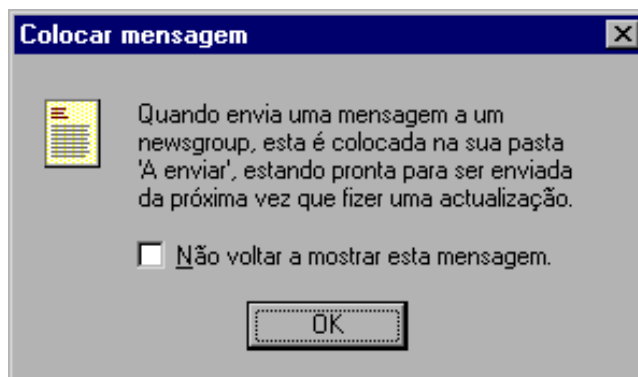 Colocar mensagem
Quando envia uma mensagem a um
newsgroup, esta é colocada na sua pasta
'A enviar', estando pronta para ser enviada
da próxima vez que fizer uma actualização.
Não voltar a mostrar esta mensagem.
OK